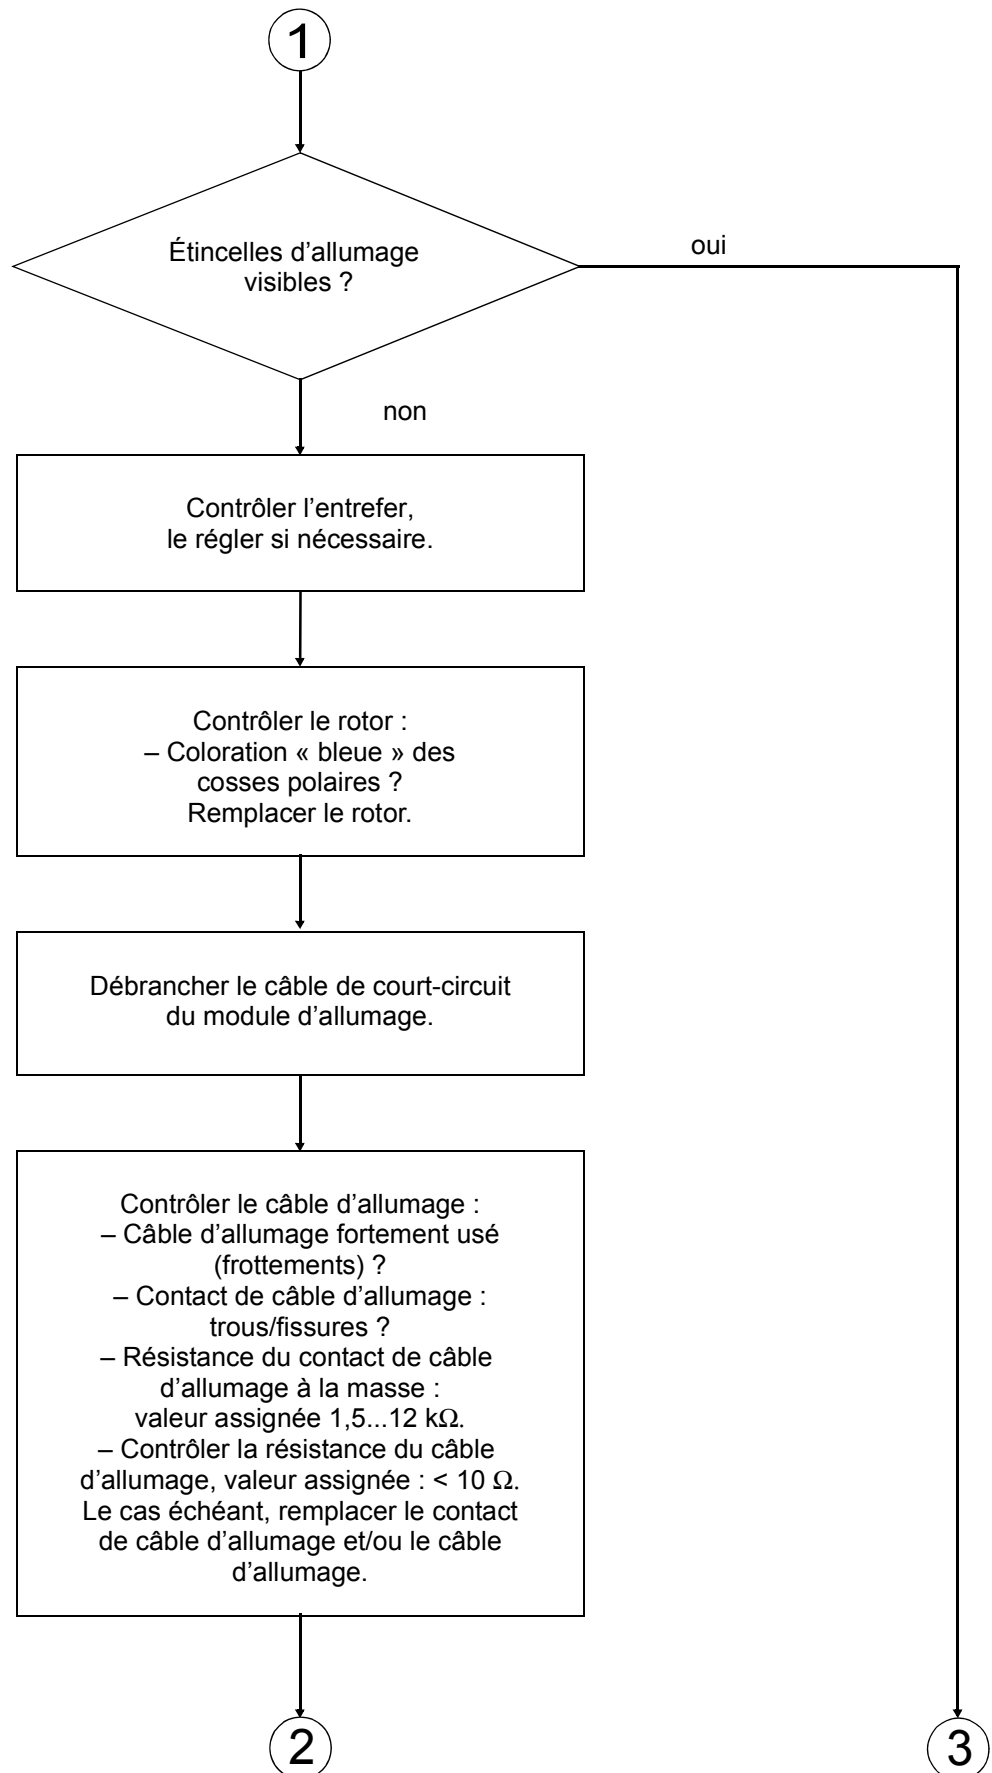 1
Étincelles d'allumage
visibles ?
oui
non
Contrôler l'entrefer,
le régler si nécessaire.
Contrôler le rotor :
– Coloration « bleue » des
cosses polaires ?
Remplacer le rotor.
Débrancher le câble de court-circuit
du module d'allumage.
Contrôler le câble d'allumage :
– Câble d'allumage fortement usé
(frottements) ?
– Contact de câble d'allumage :
trous/fissures ?
– Résistance du contact de câble
d'allumage à la masse :
valeur assignée 1,5...12 kΩ.
– Contrôler la résistance du câble
d'allumage, valeur assignée : < 10 Ω.
Le cas échéant, remplacer le contact
de câble d'allumage et/ou le câble
d'allumage.
2
3